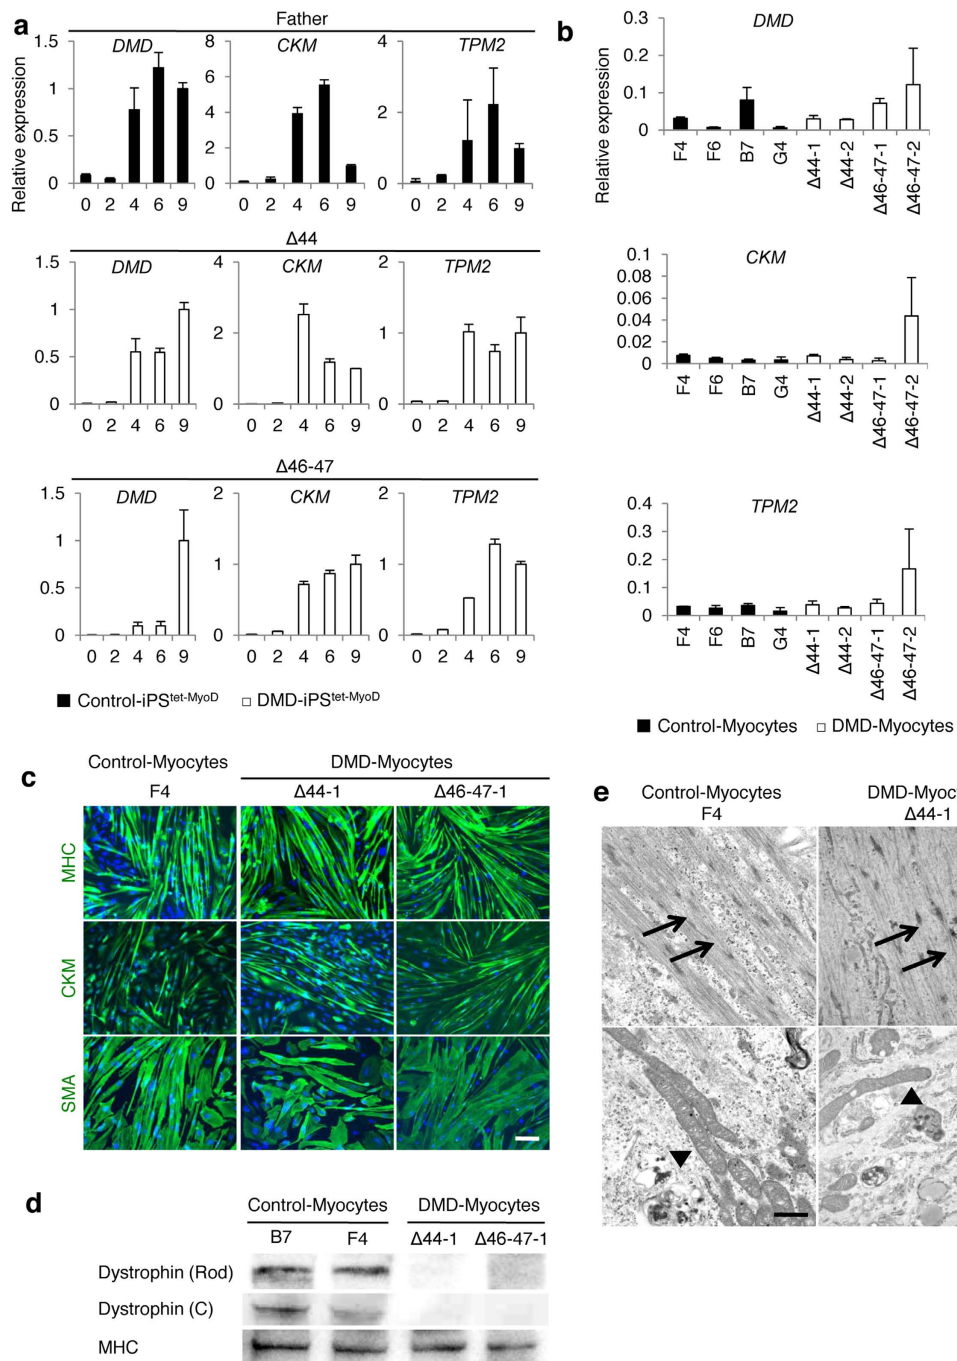 a
Father
DMD CKM TPM2
Relative expression
1.5 1 0.5 0
8 6 4 2 0
4 2 0
0 2 4 6 9 0 2 4 6 9 0 2 4 6 9
Δ44
DMD CKM TPM2
1.5 1 0.5 0
4 2 0
2 1 0
0 2 4 6 9 0 2 4 6 9 0 2 4 6 9
Δ46-47
DMD CKM TPM2
1.5 1 0.5 0
2 1 0
2 1 0
0 2 4 6 9 0 2 4 6 9 0 2 4 6 9
Control-iPStet-MyoD DMD-iPStet-MyoD
b
DMD
Relative expression
0.3 0.2 0.1 0
F4 F6 B7 G4 Δ44-1 Δ44-2 Δ46-47-1 Δ46-47-2
CKM
0.1 0.08 0.06 0.04 0.02 0
F4 F6 B7 G4 Δ44-1 Δ44-2 Δ46-47-1 Δ46-47-2
TPM2
0.4 0.3 0.2 0.1 0
F4 F6 B7 G4 Δ44-1 Δ44-2 Δ46-47-1 Δ46-47-2
Control-Myocytes DMD-Myocytes
c
Control-Myocytes DMD-Myocytes
F4 Δ44-1 Δ46-47-1
MHC
CKM
SMA
d
Control-Myocytes DMD-Myocytes
B7 F4 Δ44-1 Δ46-47-1
Dystrophin (Rod)
Dystrophin (C)
MHC
e
Control-Myocytes DMD-Myoc
F4 Δ44-1